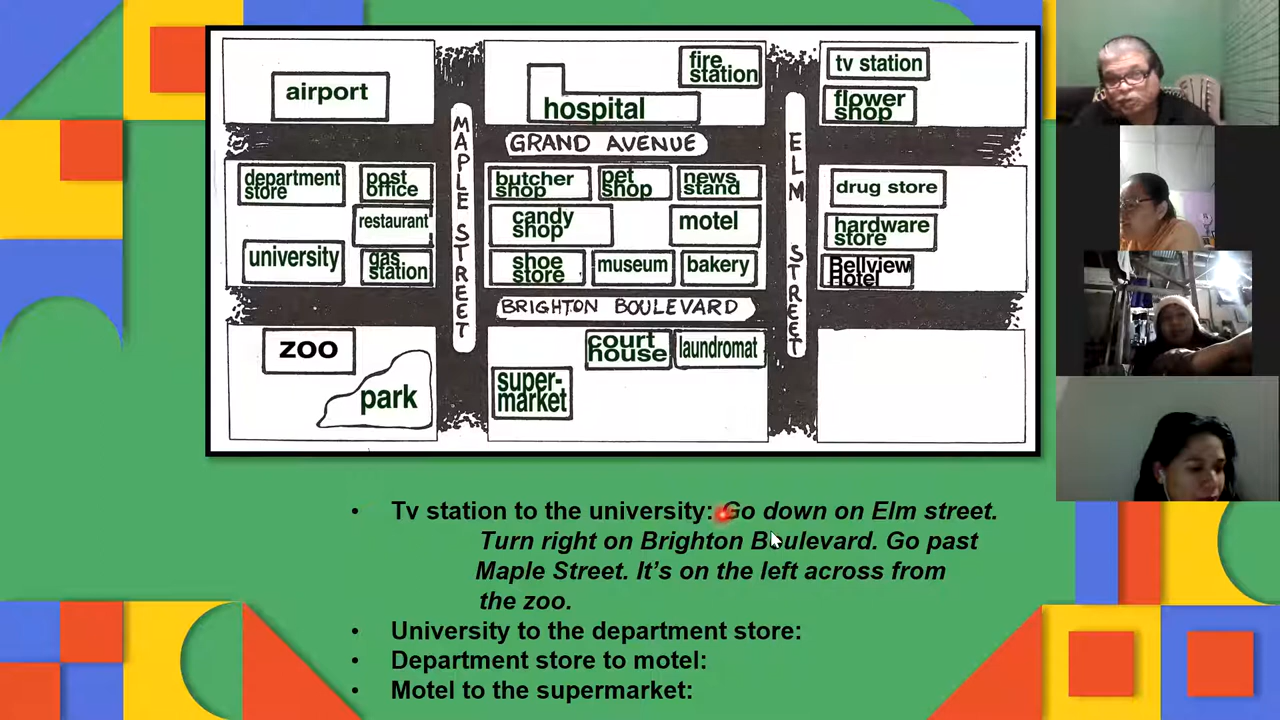 airport
hospital
fire
station
tv station
flower
shop
MAPLE STREET
GRAND AVENUE
ELM STREET
department
store
post
office
restaurant
university
gas
station
butcher
shop
pet
shop
news
stand
candy
shop
motel
shoe
store
museum
bakery
drug store
hardware
store
Bellview
Hotel
BRIGHTON BOULEVARD
zoo
park
super-
market
court
house
laundromat
• Tv station to the university: Go down on Elm street.
Turn right on Brighton Boulevard. Go past
Maple Street. It's on the left across from
the zoo.
• University to the department store:
• Department store to motel:
• Motel to the supermarket: